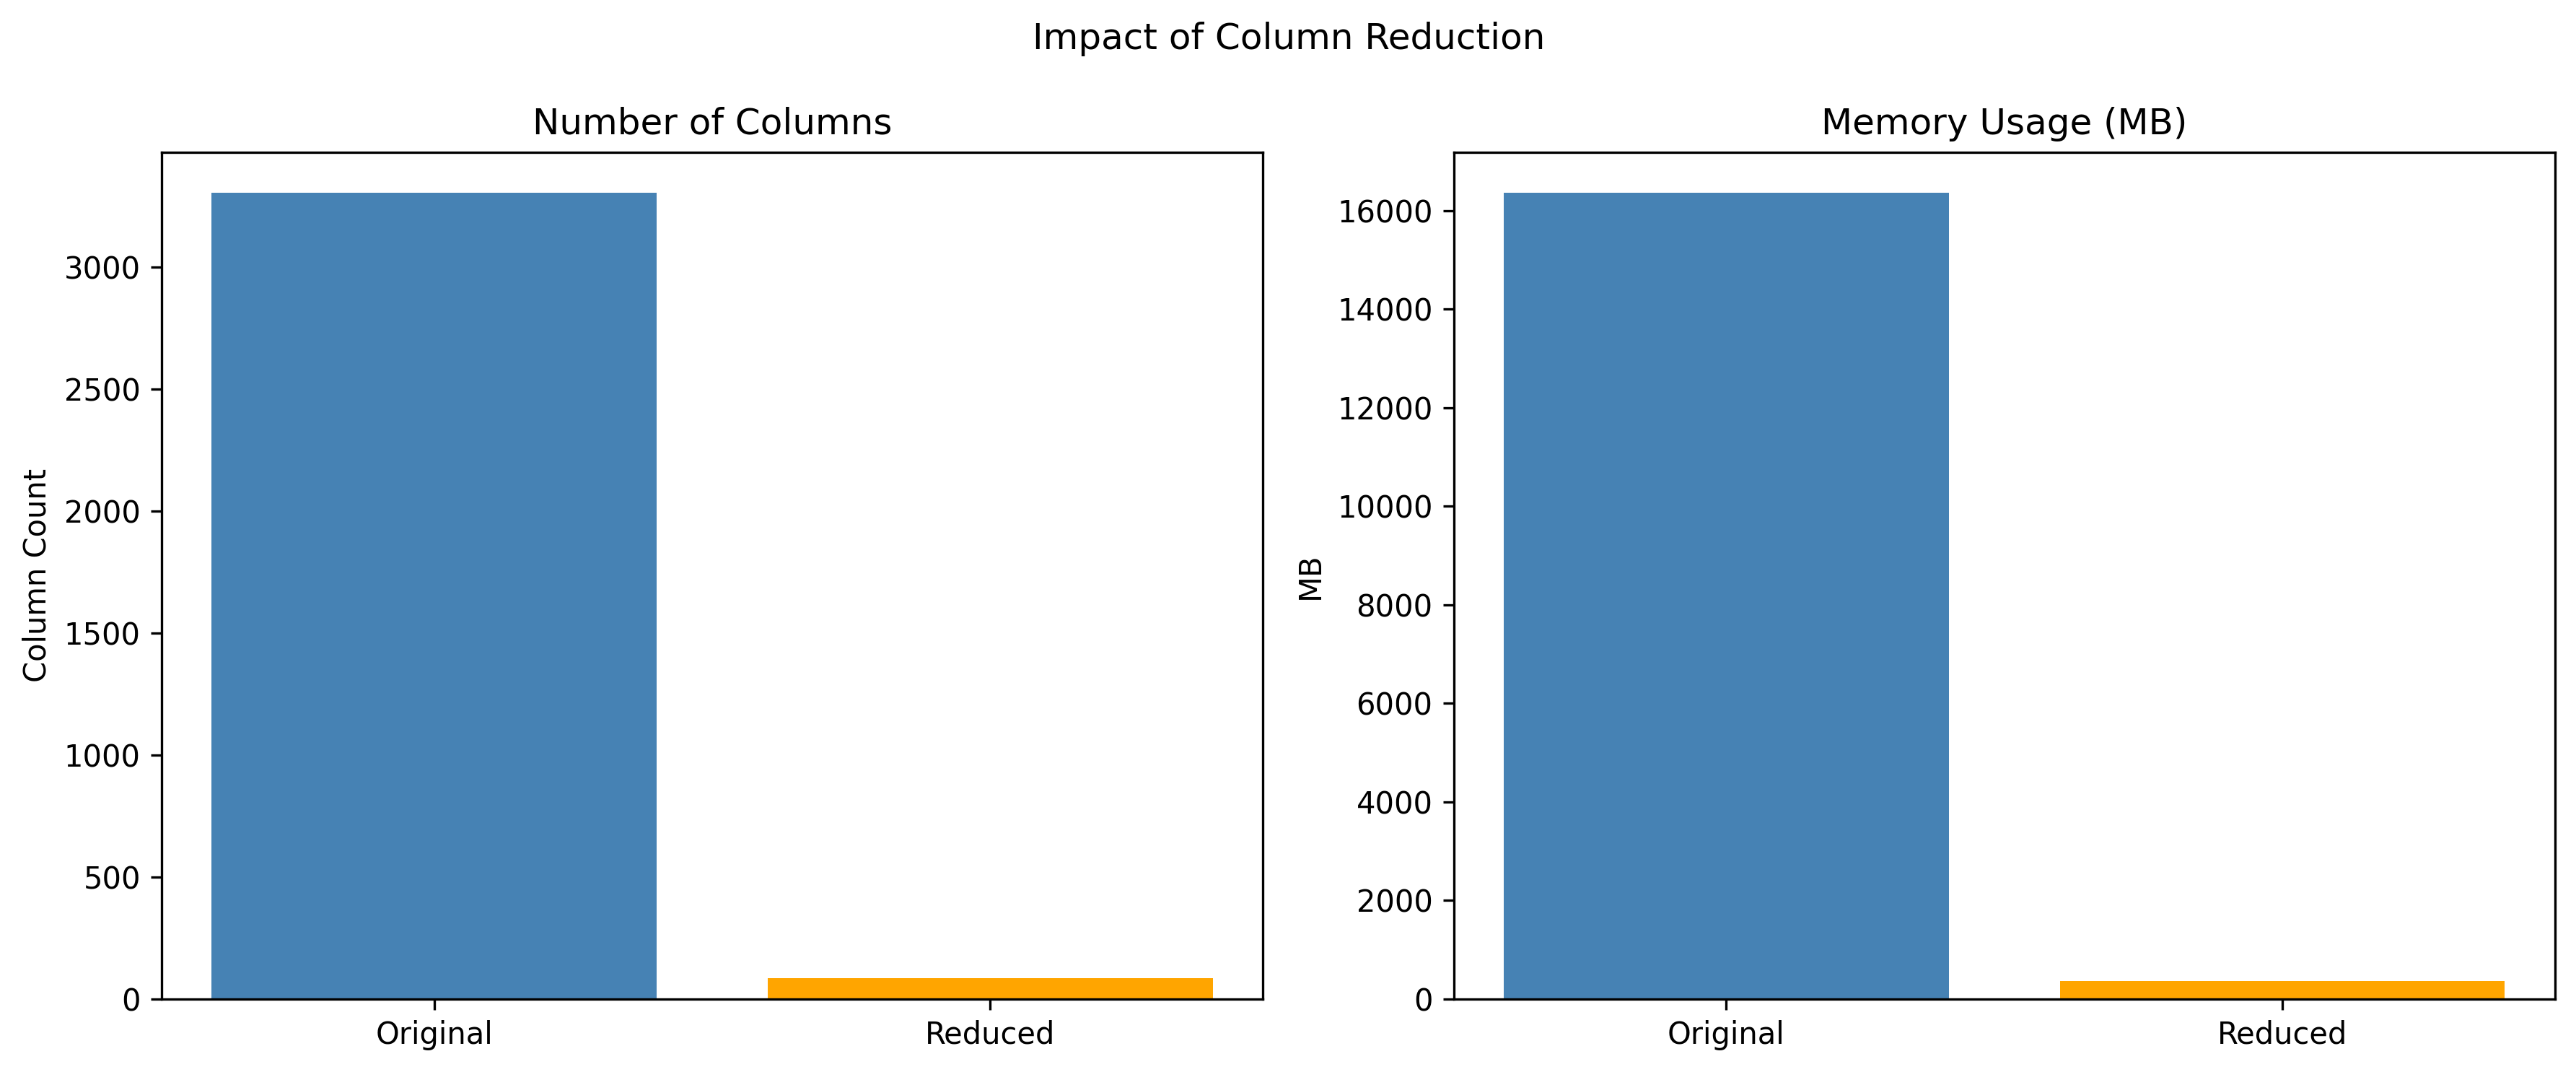 Impact of Column Reduction
Number of Columns
Column Count
3000
2500
2000
1500
1000
500
0
Original
Reduced
Memory Usage (MB)
MB
16000
14000
12000
10000
8000
6000
4000
2000
0
Original
Reduced